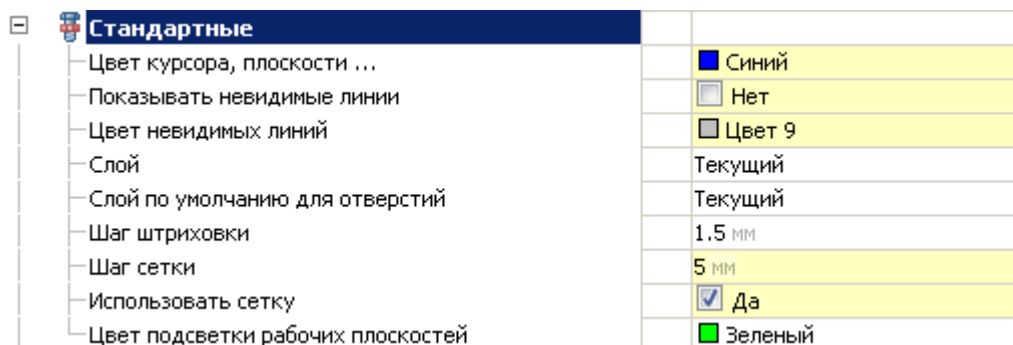 Стандартные
Цвет курсора, плоскости ... Синий
Показывать невидимые линии Нет
Цвет невидимых линий Цвет 9
Слой Текущий
Слой по умолчанию для отверстий Текущий
Шаг штриховки 1.5 мм
Шаг сетки 5 мм
Использовать сетку Да
Цвет подсветки рабочих плоскостей Зеленый